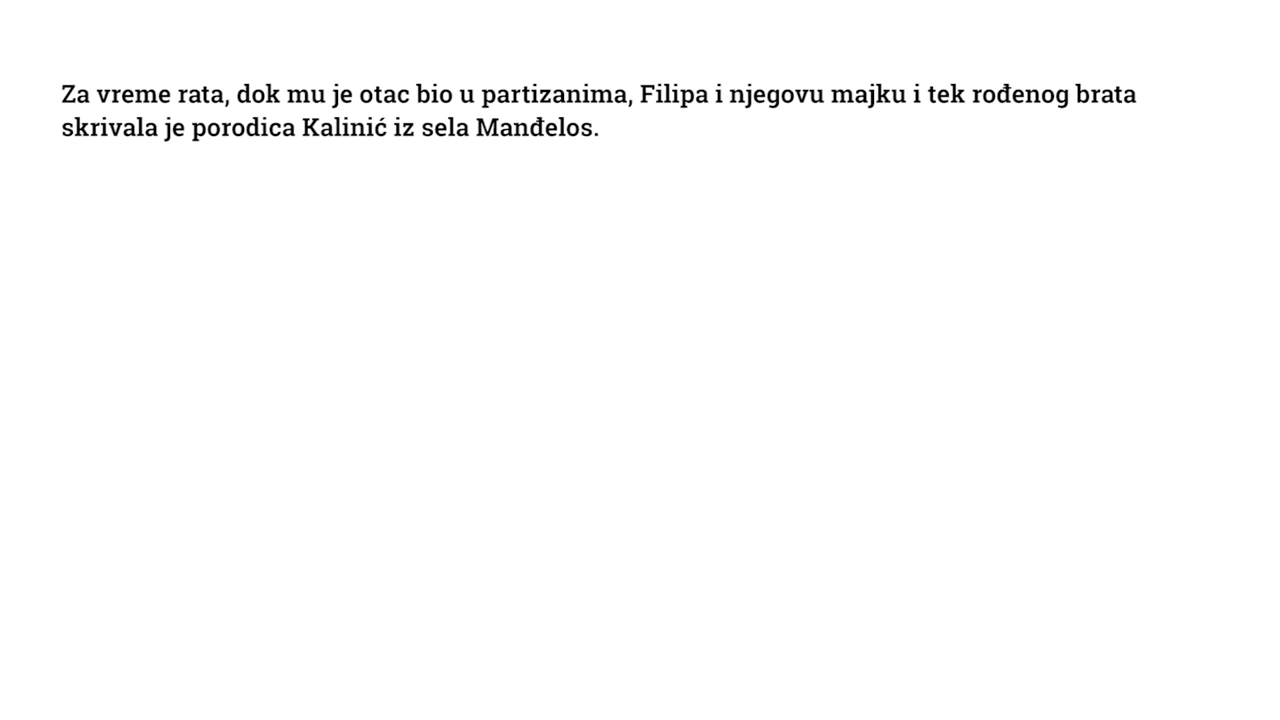 Za vreme rata, dok mu je otac bio u partizanima, Filipa i njegovu majku i tek rođenog brata
skrivala je porodica Kalinić iz sela Manđelos.